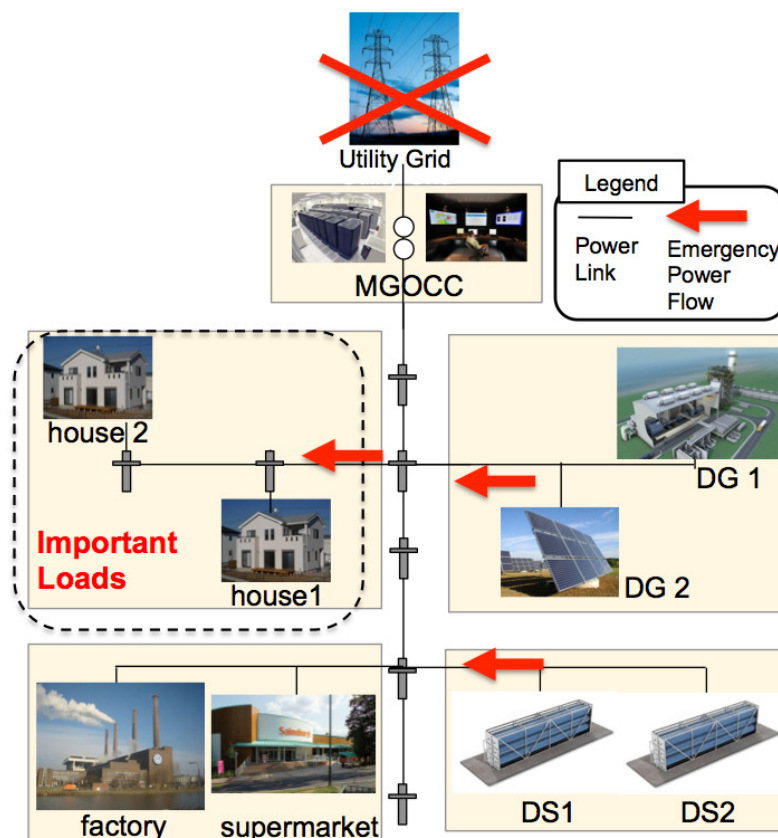 Utility Grid
Legend
Power
Link
Emergency
Power
Flow
MGOCC
house 2
Important
Loads
house1
DG 1
DG 2
Sainsbury's
factory
supermarket
DS1
DS2